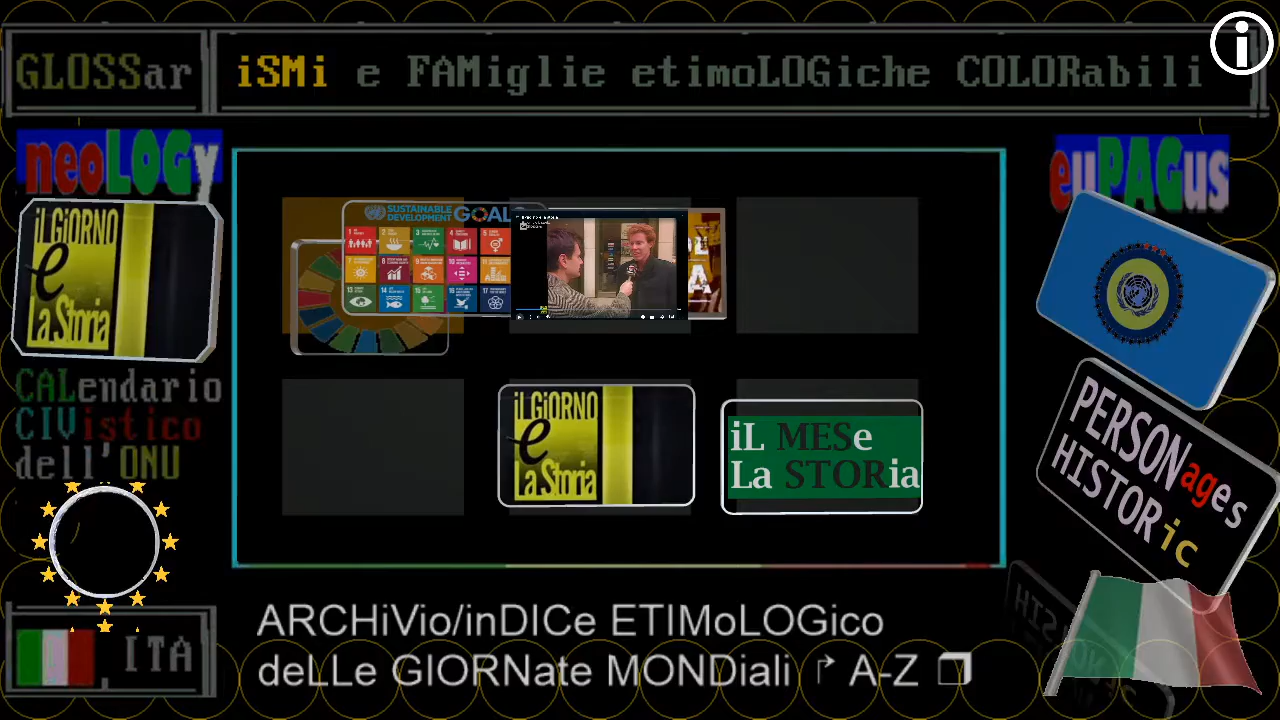 GLOSSar
iSMi e FAMiglie etimoLOGiche COLORabili
neoLOGy
euPAGus
iL GiORNO
e
La Storia
SUSTAINABLE
DEVELOPMENT GOAL
iL GiORNO
e
La Storia
iL MESe
La STORia
CALendario
CIVistico
dell'ONU
PERSONages
HISTORic
ITA
ARCHiVio/inDICe ETIMoLOGico
deLLe GIORNate MONDiali ↱ A-Z ❒